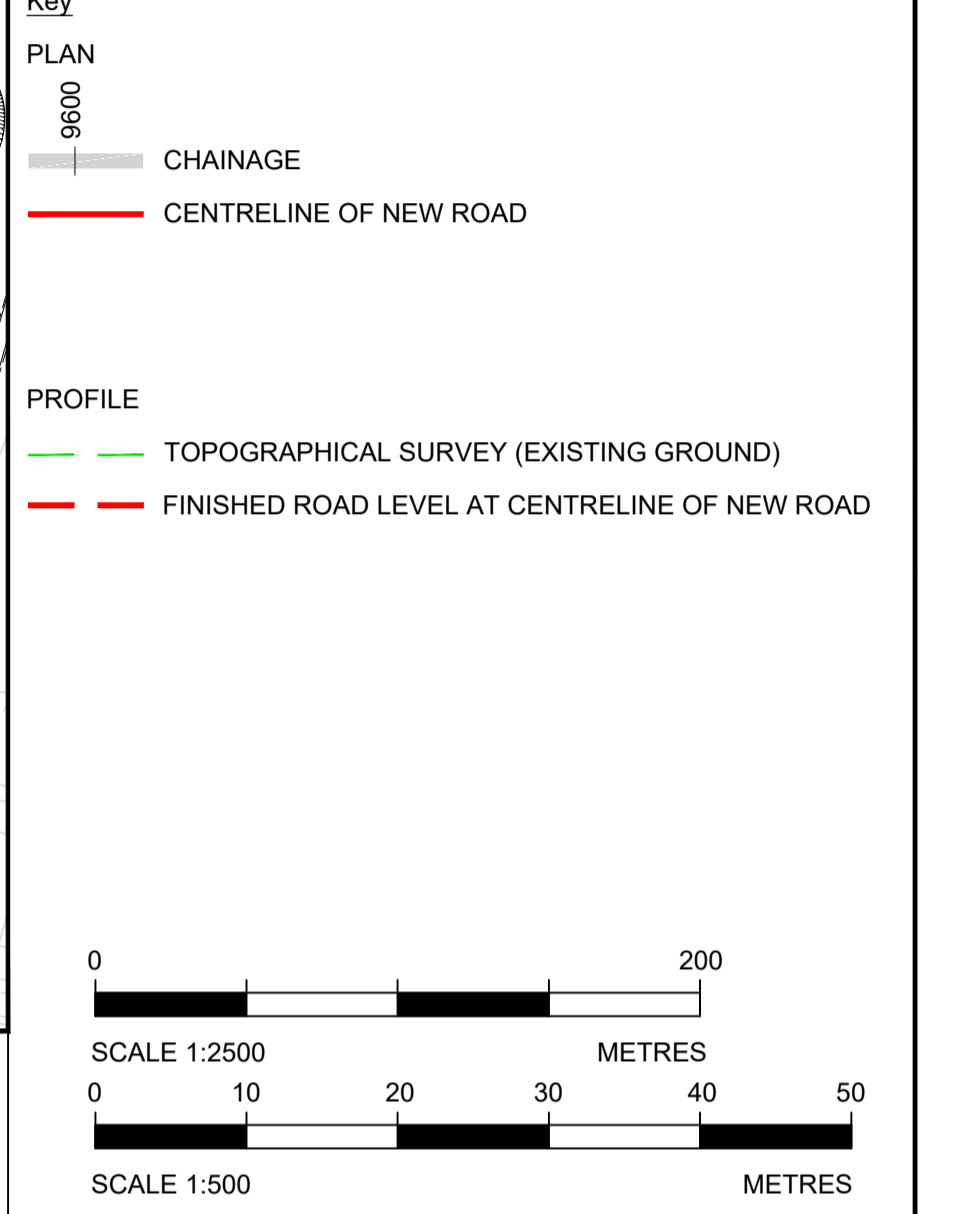 Key
PLAN
9600
CHAINAGE
CENTRELINE OF NEW ROAD
PROFILE
TOPOGRAPHICAL SURVEY (EXISTING GROUND)
FINISHED ROAD LEVEL AT CENTRELINE OF NEW ROAD
0 200
SCALE 1:2500 METRES
0 10 20 30 40 50
SCALE 1:500 METRES